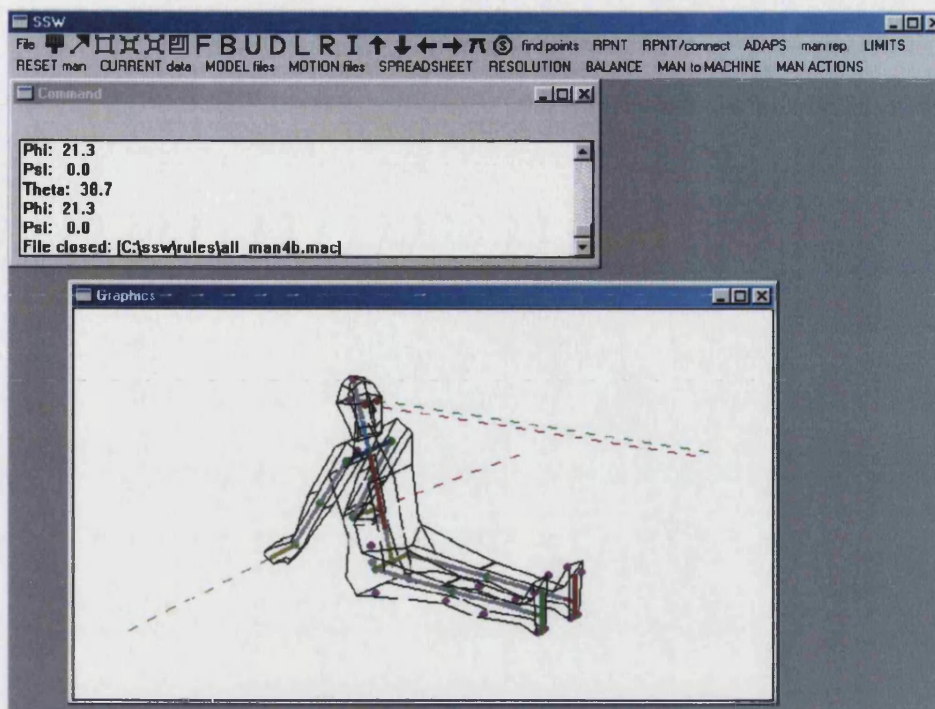 SSW
File F B U D L R I ↑ ↓ ← → π Ⓢ find points RPNT RPNT/connect ADAPS man rep LIMITS
RESET man CURRENT data MODEL files MOTION files SPREADSHEET RESOLUTION BALANCE MAN to MACHINE MAN ACTIONS
Command
Phi: 21.3
Psi: 0.0
Theta: 38.7
Phi: 21.3
Psi: 0.0
File closed: [C:\ssw\rules\all_man4b.mac]
Graphics